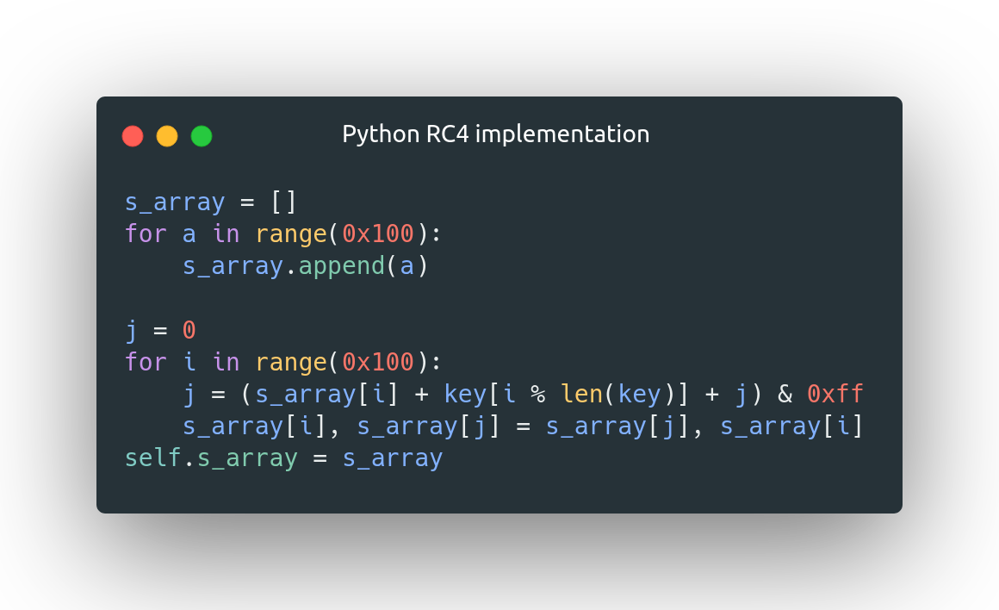 Python RC4 implementation
s_array = []
for a in range(0x100):
    s_array.append(a)

j = 0
for i in range(0x100):
    j = (s_array[i] + key[i % len(key)] + j) & 0xff
    s_array[i], s_array[j] = s_array[j], s_array[i]
self.s_array = s_array